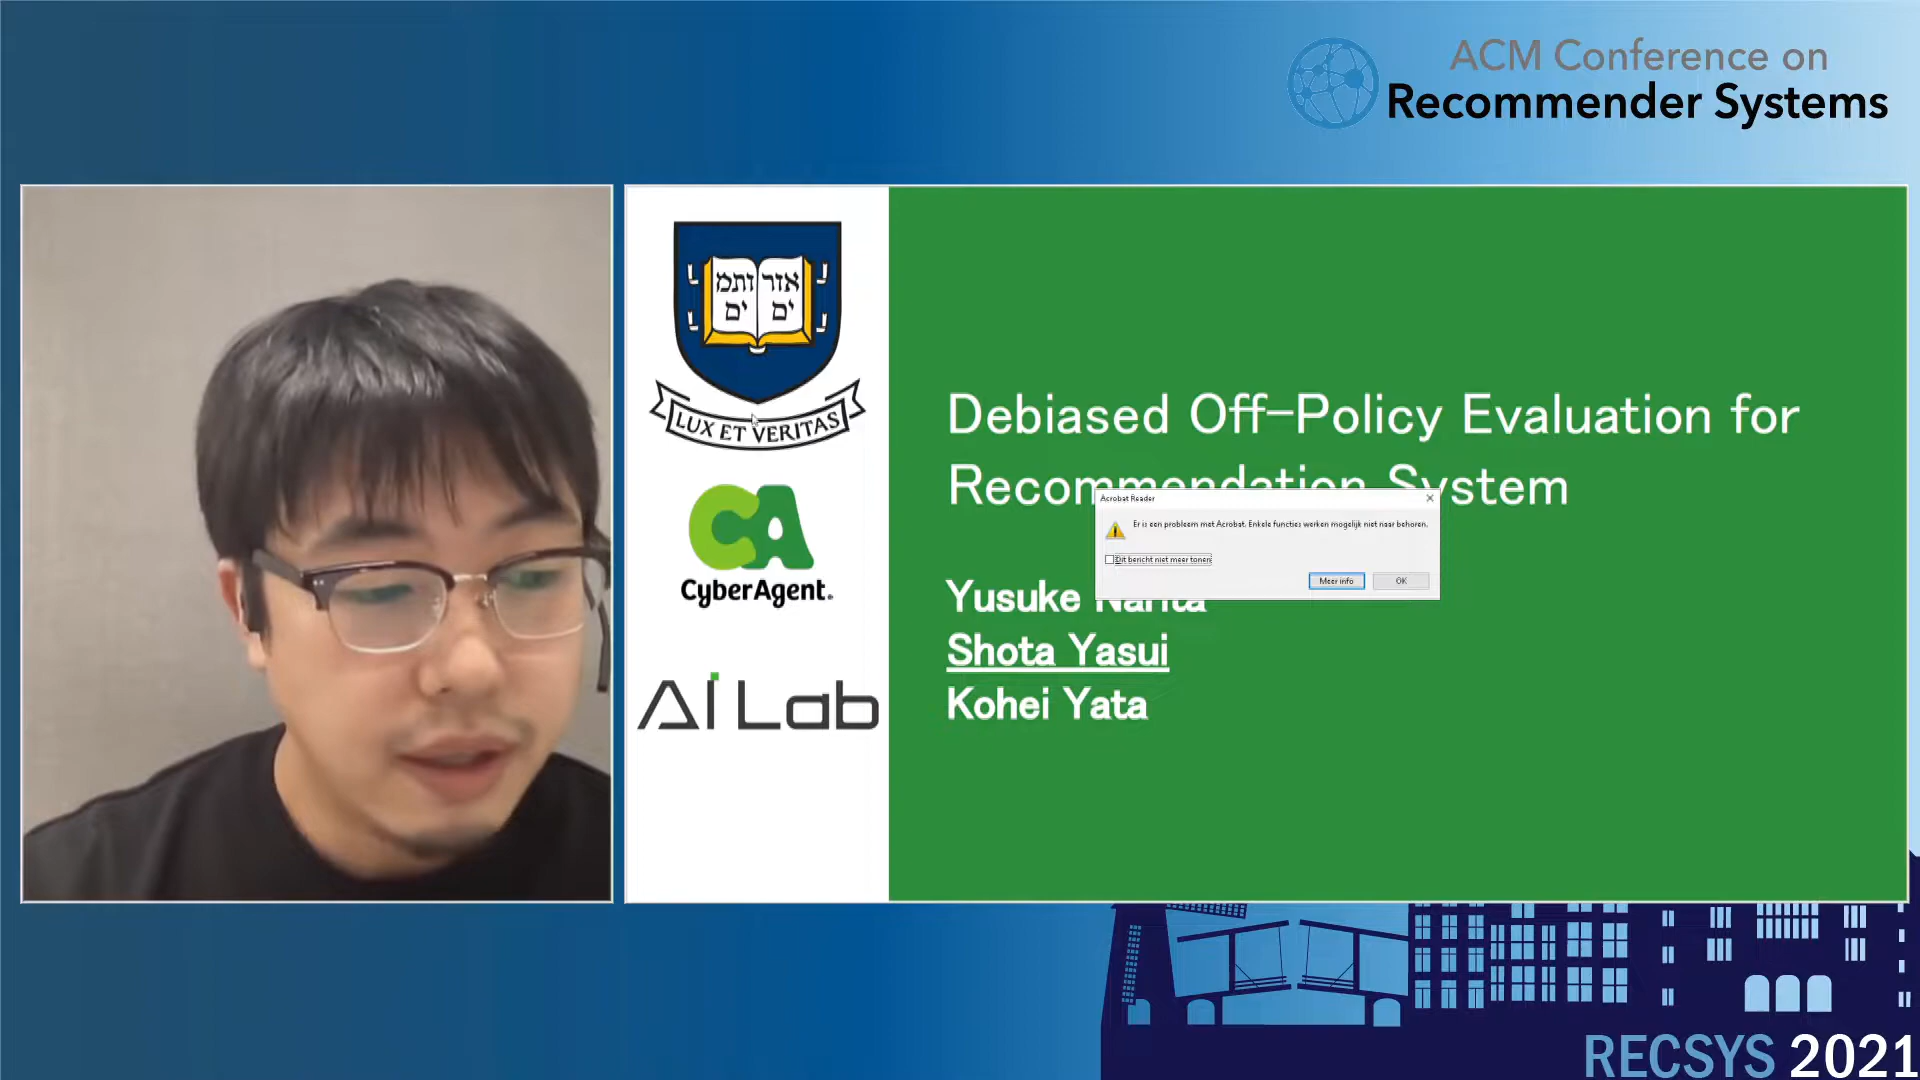 ACM Conference on
Recommender Systems
אזר
ותמ
ים
ים
LUX ET VERITAS
CA
CyberAgent.
AI Lab
Debiased Off-Policy Evaluation for
Recommendation System
Acrobat Reader
Er is een probleem met Acrobat. Enkele functies werken mogelijk niet naar behoren.
Dit bericht niet meer tonen
Meer info
OK
Yusuke Narita
Shota Yasui
Kohei Yata
RECSYS 2021